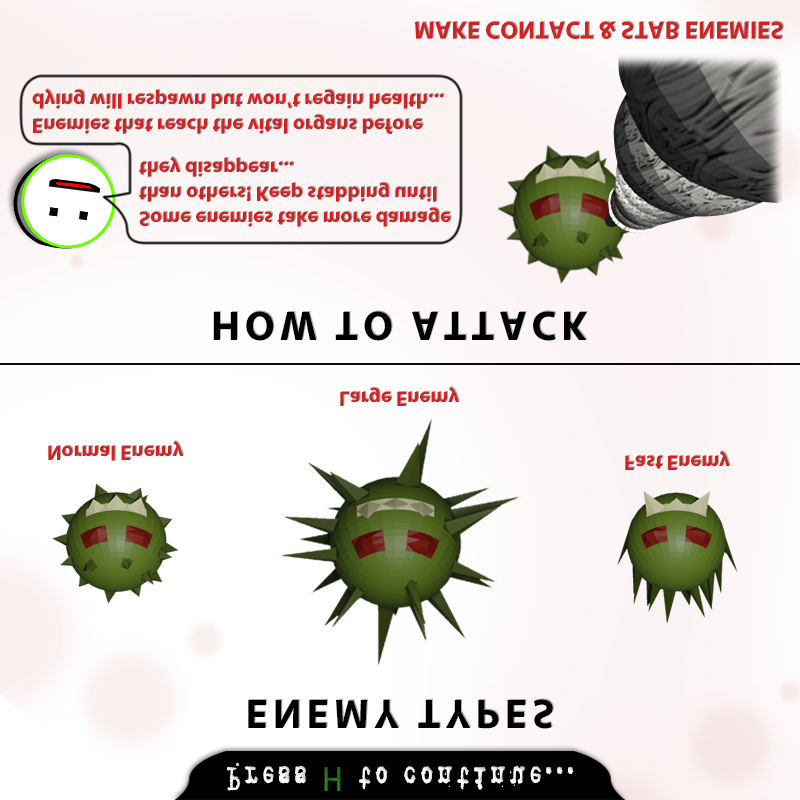 Press H to continue...
ENEMY TYPES
Normal Enemy
Large Enemy
Fast Enemy
HOW TO ATTACK
Some enemies take more damage
than others! Keep stabbing until
they disappear...
Enemies that reach the vital organs before
dying will respawn but won't regain health...
MAKE CONTACT & STAB ENEMIES